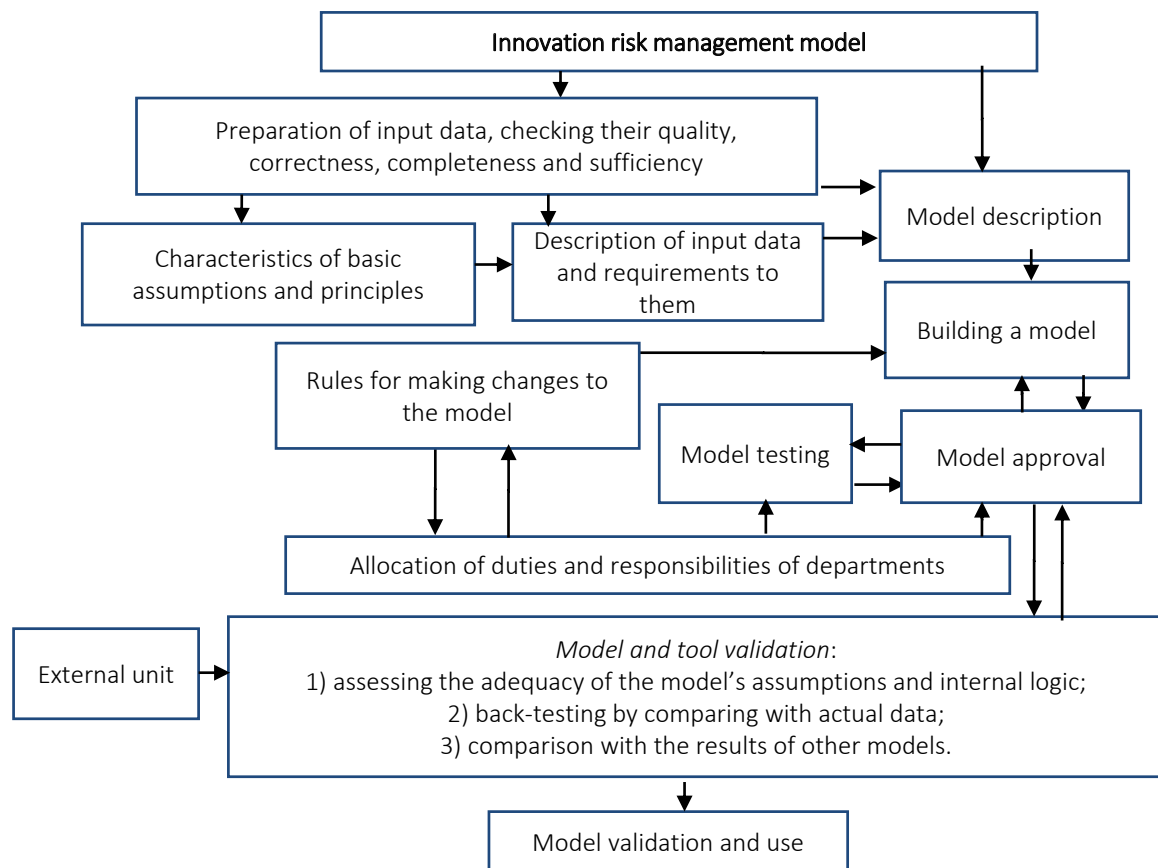 Innovation risk management model
Preparation of input data, checking their quality,
correctness, completeness and sufficiency
Model description
Characteristics of basic
assumptions and principles
Description of input data
and requirements to
them
Building a model
Rules for making changes to
the model
Model testing
Model approval
Allocation of duties and responsibilities of departments
External unit
Model and tool validation:
1) assessing the adequacy of the model’s assumptions and internal logic;
2) back-testing by comparing with actual data;
3) comparison with the results of other models.
Model validation and use